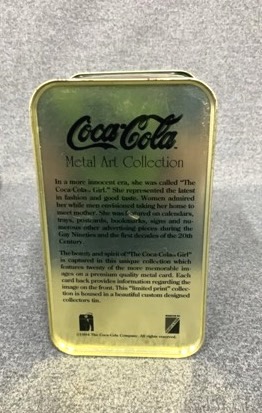 Coca-Cola
Metal Art Collection
In a more innocent era, she was called "The
Coca-Cola® Girl." She represented the latest
in fashion and good taste. Women admired
her while men envisioned taking her home to
meet mother. She was featured on calendars,
trays, postcards, bookmarks, signs and nu-
merous other advertising pieces during the
Gay Nineties and the first decades of the 20th
Century.
The beauty and spirit of "The Coca-Cola® Girl"
is captured in this unique collection which
features twenty of the more memorable im-
ages on a premium quality metal card. Each
card back provides information regarding the
image on the front. This "limited print" collec-
tion is housed in a beautiful custom designed
collectors tin.
The Coca-Cola Company. All rights reserved.